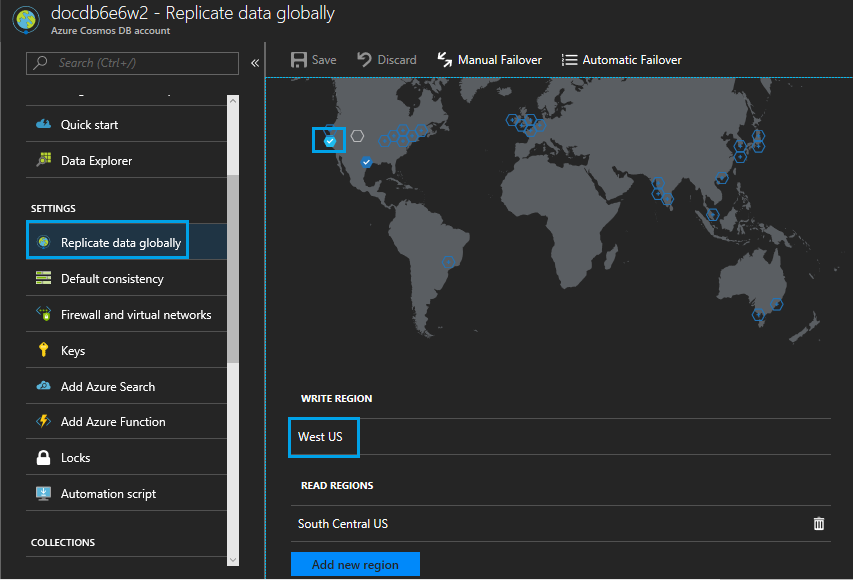 docdb6e6w2 - Replicate data globally
Azure Cosmos DB account
Search (Ctrl+/)
«
Save
Discard
Manual Failover
Automatic Failover
Quick start
Data Explorer
SETTINGS
Replicate data globally
Default consistency
Firewall and virtual networks
Keys
Add Azure Search
Add Azure Function
Locks
Automation script
COLLECTIONS
WRITE REGION
West US
READ REGIONS
South Central US
Add new region